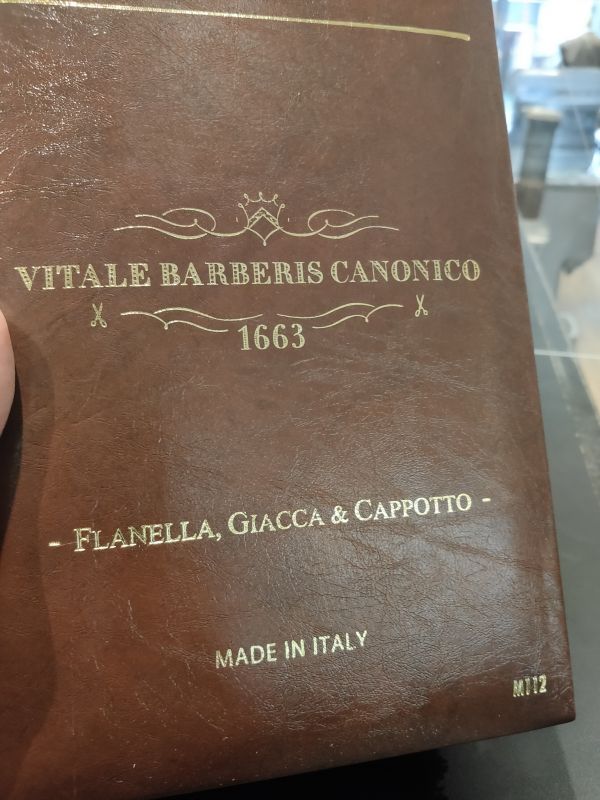 VITALE BARBERIS CANONICO
1663
- FLANELLA, GIACCA & CAPPOTTO -
MADE IN ITALY
M112